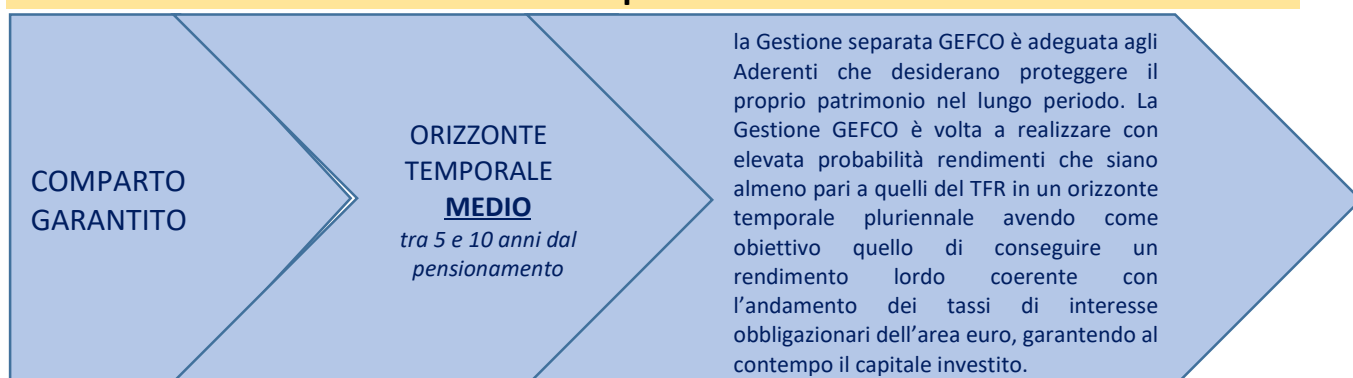 COMPARTO
GARANTITO
ORIZZONTE
TEMPORALE
MEDIO
tra 5 e 10 anni dal
pensionamento
la Gestione separata GEFCO è adeguata agli
Aderenti che desiderano proteggere il
proprio patrimonio nel lungo periodo. La
Gestione GEFCO è volta a realizzare con
elevata probabilità rendimenti che siano
almeno pari a quelli del TFR in un orizzonte
temporale pluriennale avendo come
obiettivo quello di conseguire un
rendimento lordo coerente con
l’andamento dei tassi di interesse
obbligazionari dell’area euro, garantendo al
contempo il capitale investito.